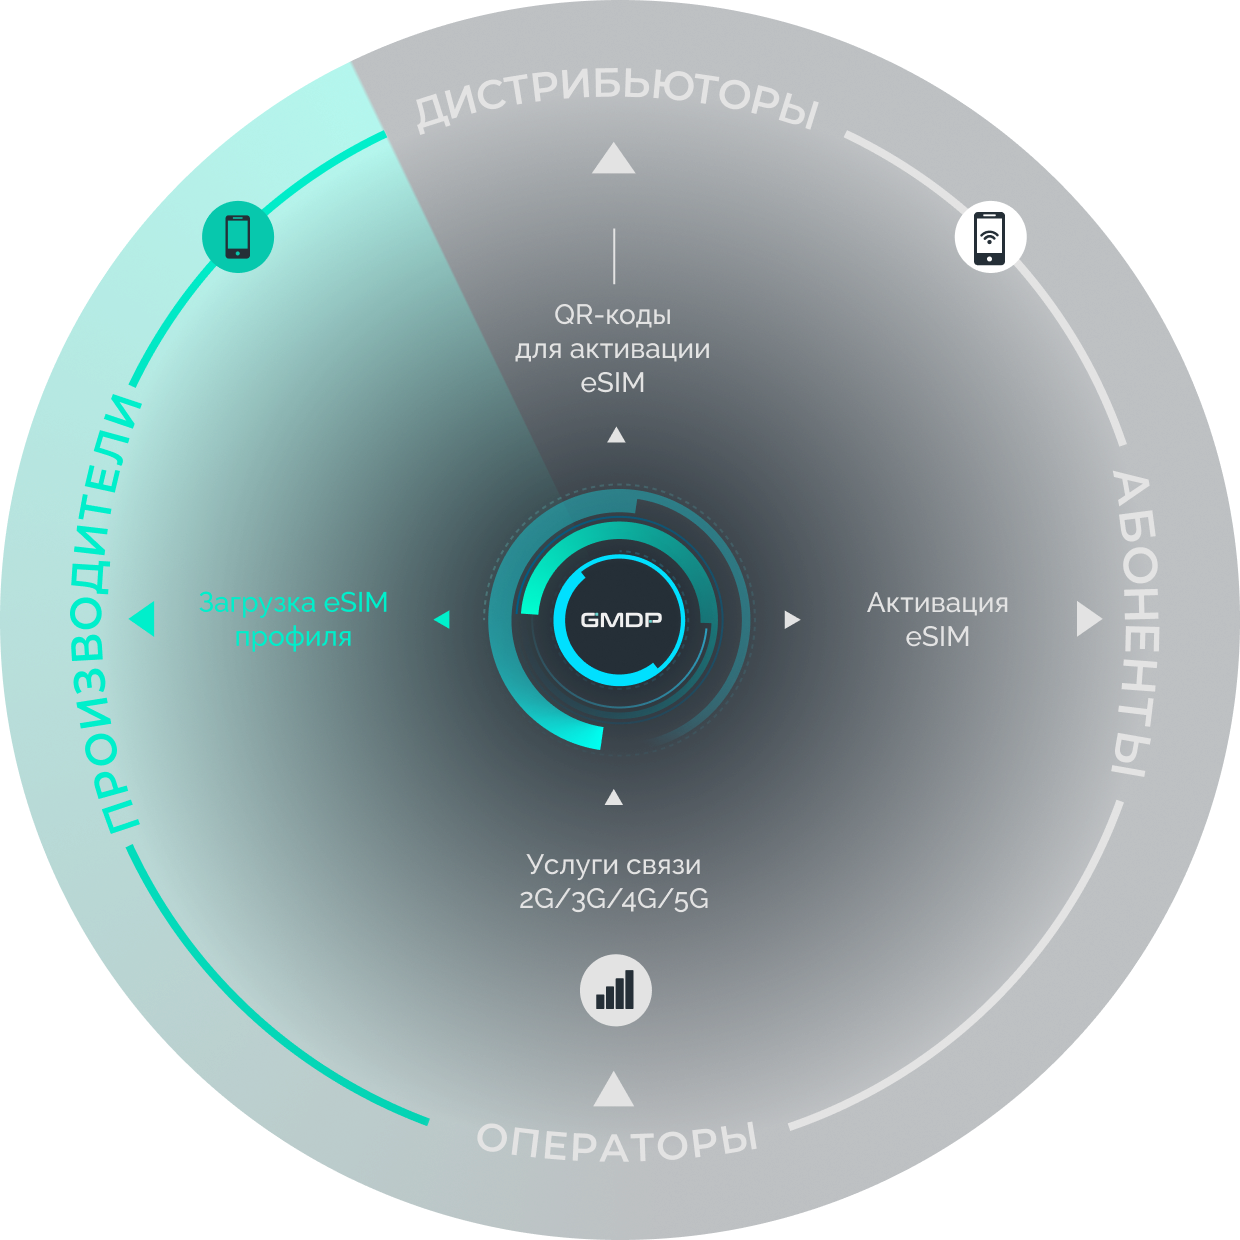 ДИСТРИБЬЮТОРЫ
QR-коды
для активации
eSIM
ПРОИЗВОДИТЕЛИ
Загрузка eSIM
профиля
GMDP
Активация
eSIM
АБОНЕНТЫ
Услуги связи
2G/3G/4G/5G
ОПЕРАТОРЫ